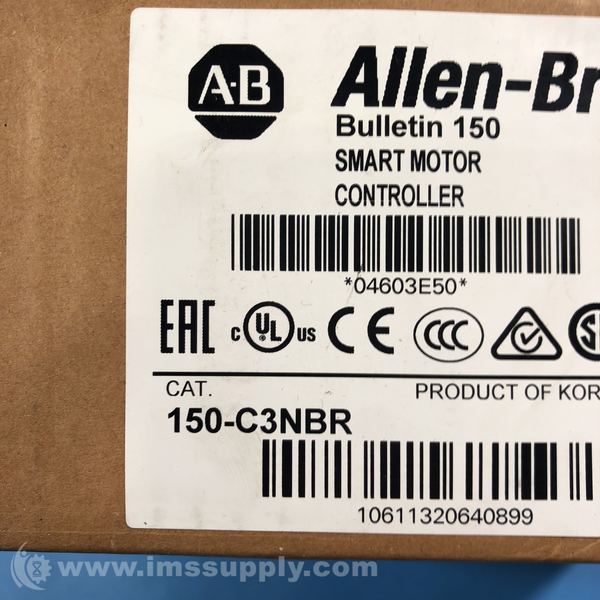 A-B Allen-Br
Bulletin 150
SMART MOTOR
CONTROLLER
*04603E50*
EAC c UL us CE CCC
CAT. PRODUCT OF KOR
150-C3NBR
10611320640899
www.imssupply.com